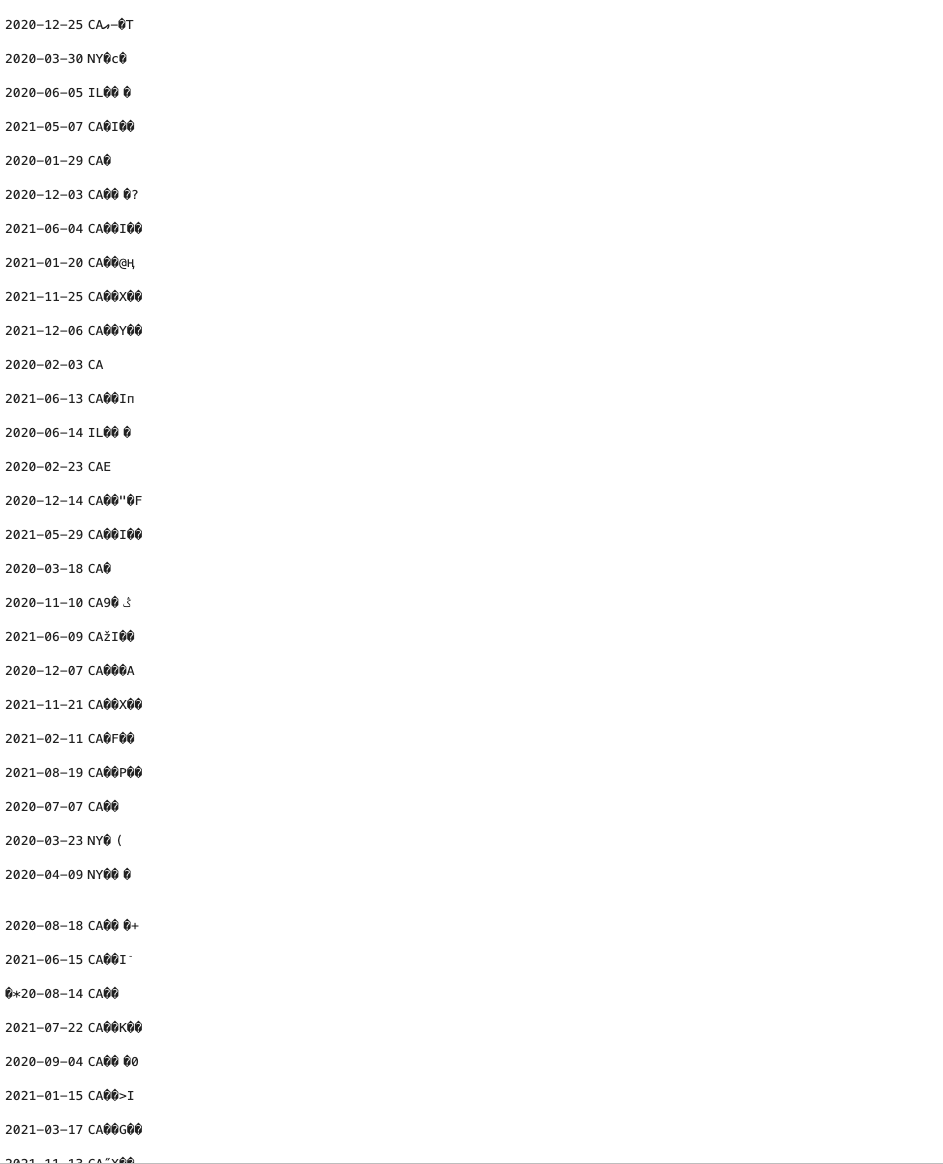 2020-12-25 CAޗ–�T
2020-03-30 NY�c�
2020-06-05 IL�� �
2021-05-07 CA�I��
2020-01-29 CA�
2020-12-03 CA�� �?
2021-06-04 CA��I��
2021-01-20 CA��@ң
2021-11-25 CA��X��
2021-12-06 CA��Y��
2020-02-03 CA
2021-06-13 CA��Iп
2020-06-14 IL�� �
2020-02-23 CAE
2020-12-14 CA��"�F
2021-05-29 CA��I��
2020-03-18 CA�
2020-11-10 CA9� ݣ
2021-06-09 CAžI��
2020-12-07 CA���A
2021-11-21 CA��X��
2021-02-11 CA�F��
2021-08-19 CA��P��
2020-07-07 CA��
2020-03-23 NY� (
2020-04-09 NY�� �
2020-08-18 CA�� �+
2021-06-15 CA��I
�*20-08-14 CA��
2021-07-22 CA��K��
2020-09-04 CA�� �0
2021-01-15 CA��>I
2021-03-17 CA��G��
2021-11-13 CA˝X��